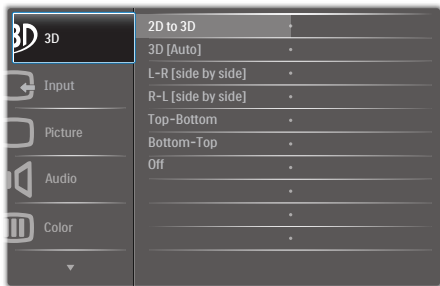 3D 3D
Input
Picture
Audio
Color
2D to 3D
3D [Auto]
L-R [side by side]
R-L [side by side]
Top-Bottom
Bottom-Top
Off